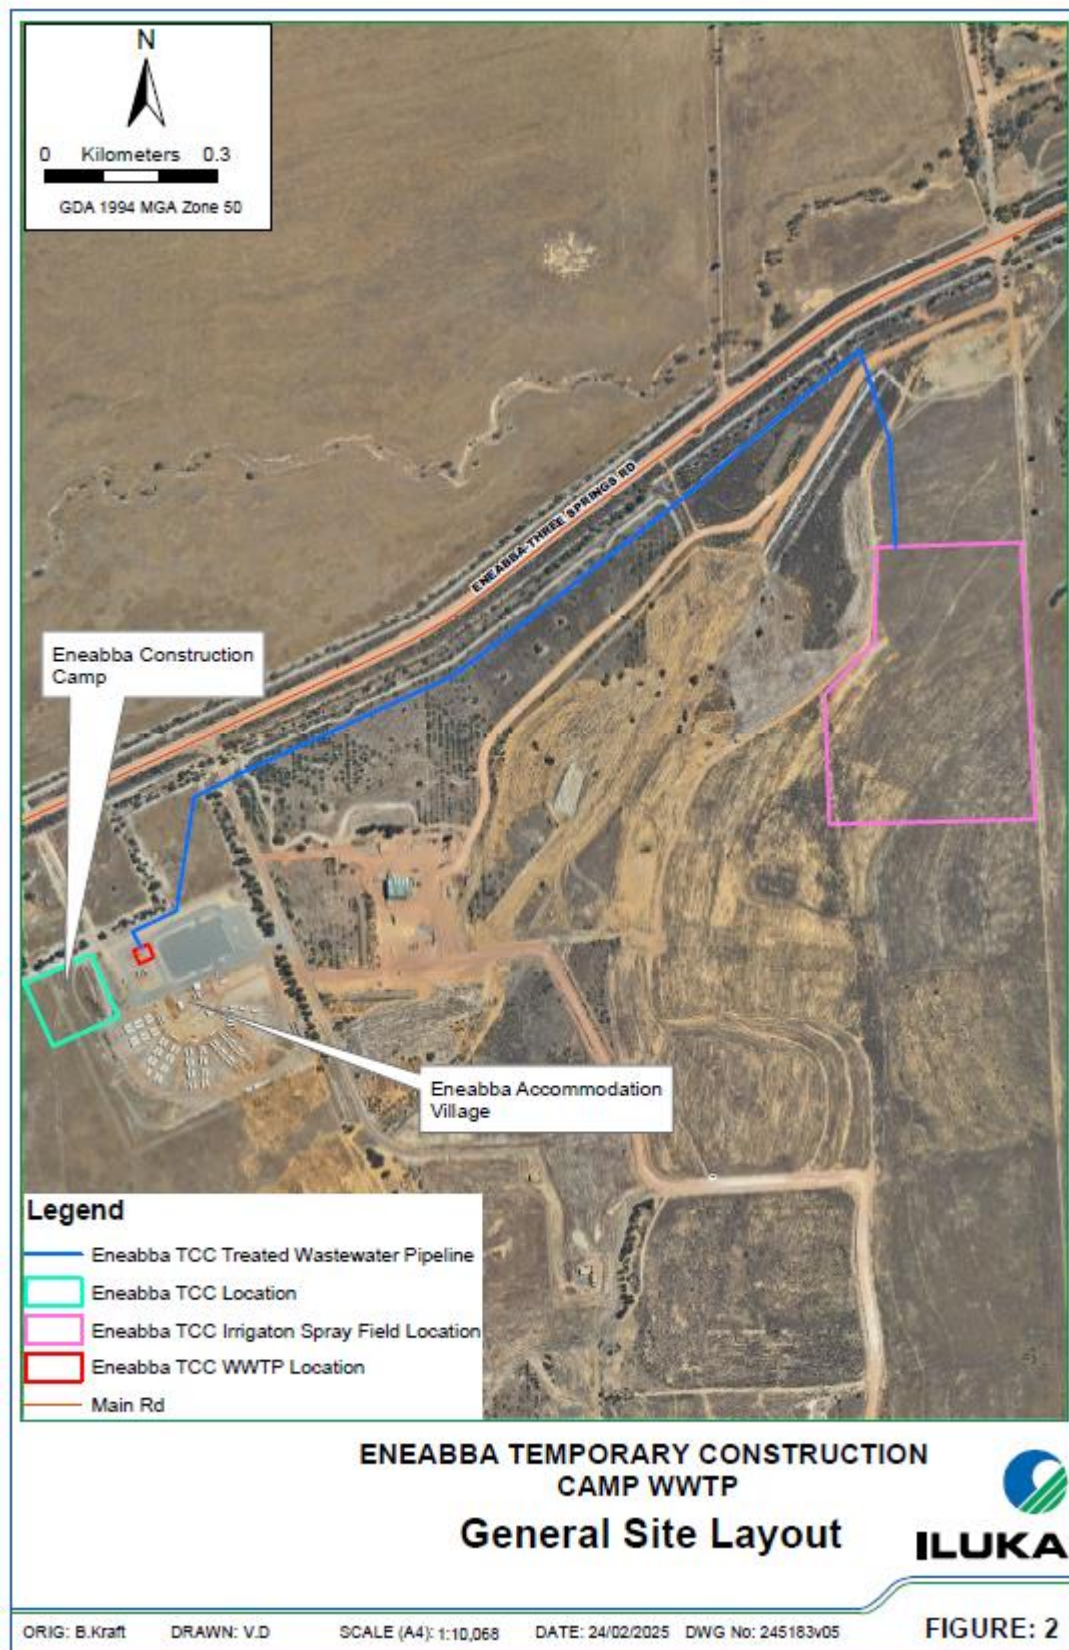 N
0 Kilometers 0.3
GDA 1994 MGA Zone 50
ENEABBA-THREE SPRINGS RD
Eneabba Construction
Camp
Eneabba Accommodation
Village
Legend
Eneabba TCC Treated Wastewater Pipeline
Eneabba TCC Location
Eneabba TCC Irrigaton Spray Field Location
Eneabba TCC WWTP Location
Main Rd
ENEABBA TEMPORARY CONSTRUCTION
CAMP WWTP
General Site Layout
ILUKA
ORIG: B.Kraft DRAWN: V.D SCALE (A4): 1:10,068 DATE: 24/02/2025 DWG No: 245183v05 FIGURE: 2